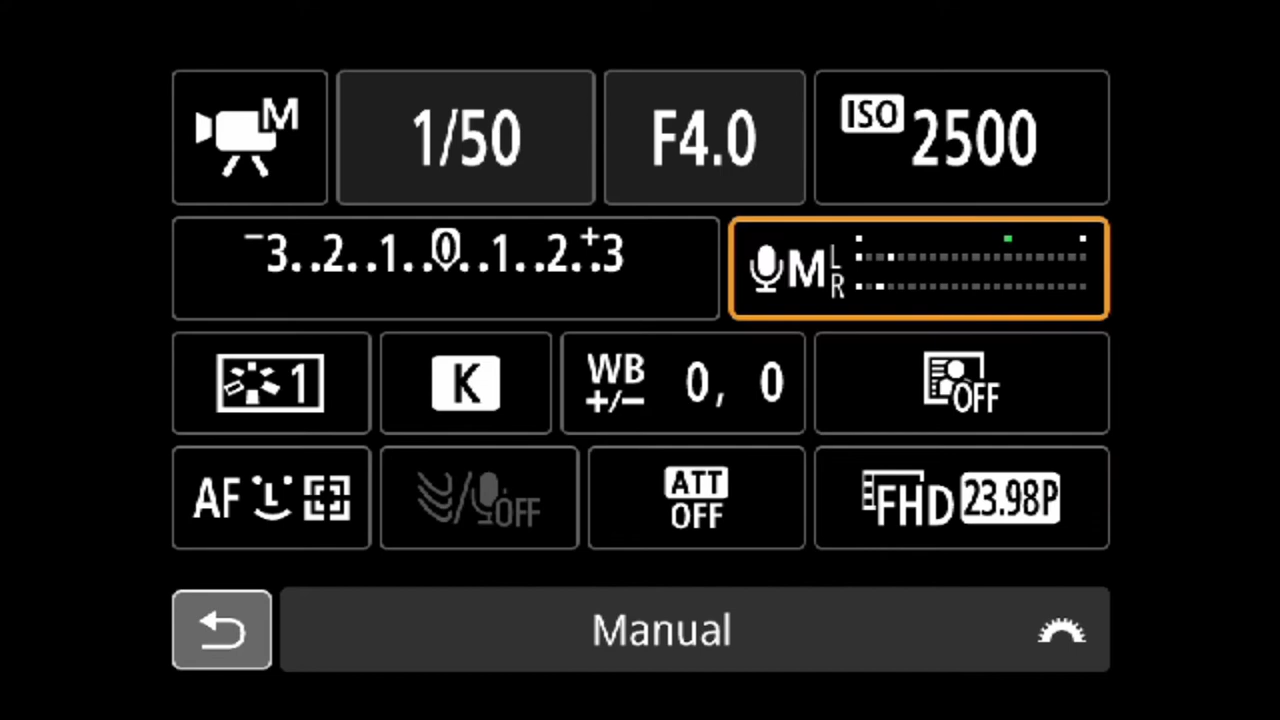 M 1/50 F4.0 ISO 2500
-3..2..1..0..1..2..+3 M L
R
1 K WB +/- 0, 0 OFF
AF OFF ATT OFF FHD 23.98P
Manual